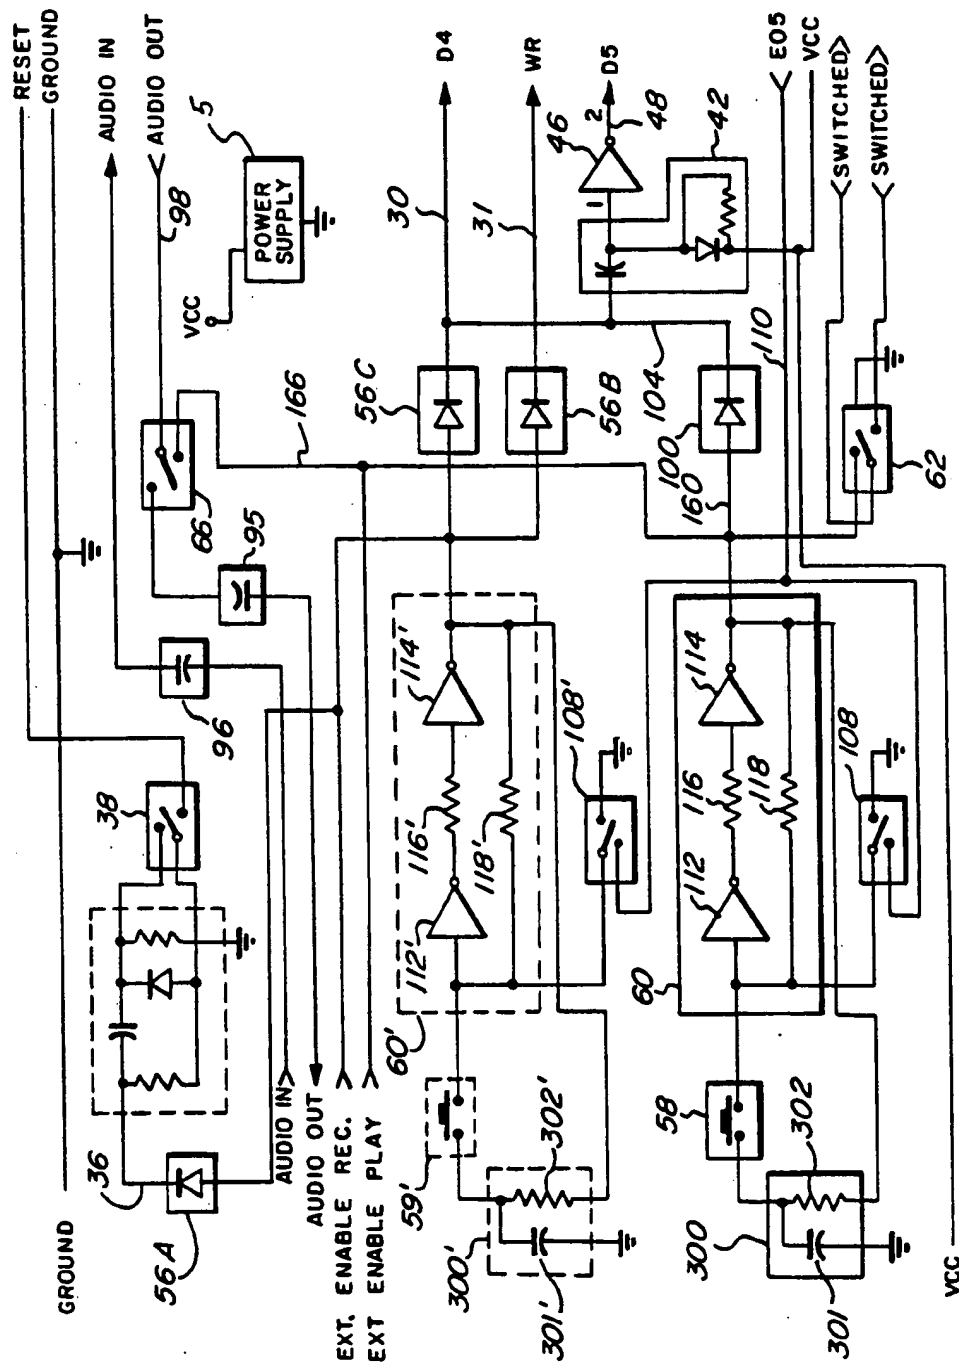 RESET
GROUND
AUDIO IN
AUDIO OUT
98
5
POWER
SUPPLY
VCC
D4
30
WR
31
D5
2
48
46
1
42
EO5
VCC
<SWITCHED>
<SWITCHED>
66
166
95
96
38
56C
56B
104
110
100
160
62
114'
116'
118'
112'
60'
108'
114
116
118
112
60
108
36
56A
GROUND
AUDIO IN
AUDIO OUT
EXT. ENABLE REC.
EXT ENABLE PLAY
59'
302'
300'
301'
58
302
300
301
VCC